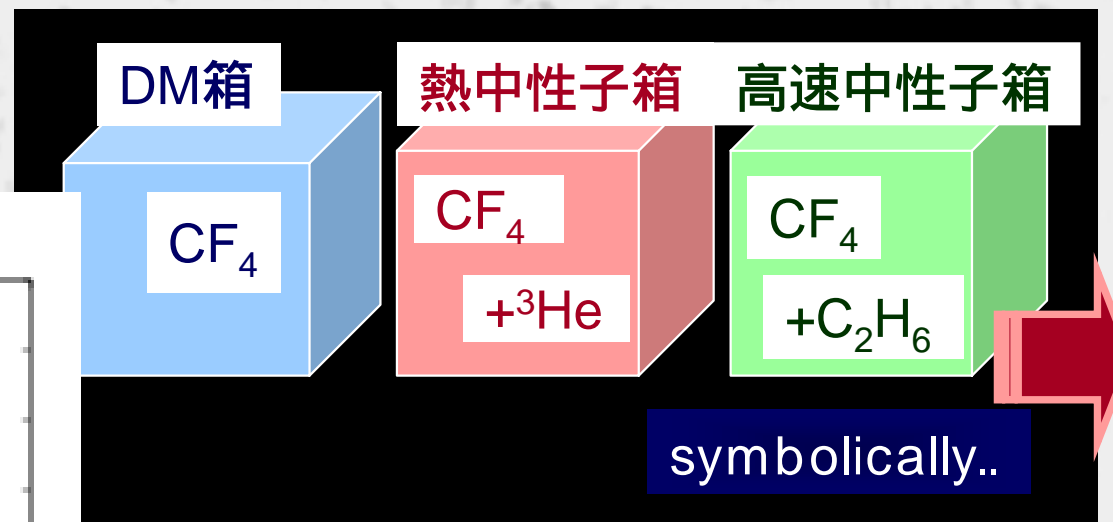 DM箱
熱中性子箱
高速中性子箱
CF₄
CF₄
+³He
CF₄
+C₂H₆
symbolically..